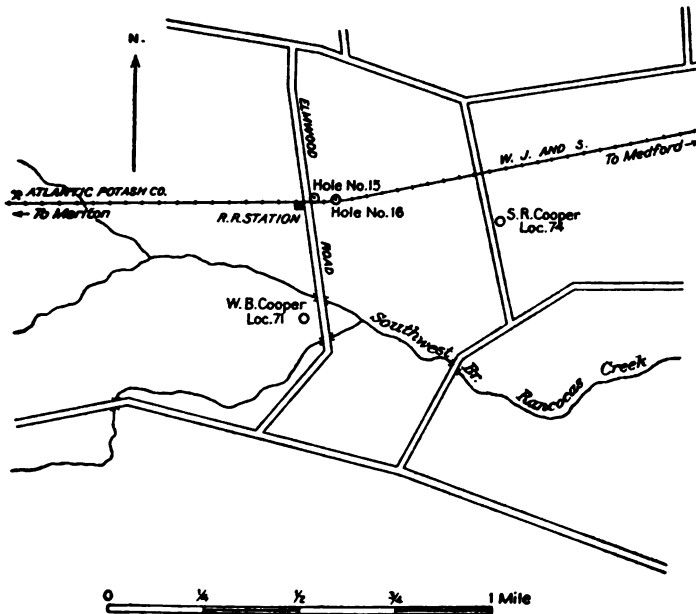 N.
ELMWOOD
ROAD
W. J. AND S.
To Medford
ATLANTIC POTASH CO.
To Marlton
Hole No. 15
Hole No. 16
R.R. STATION
S. R. Cooper
Loc. 74
W. B. Cooper
Loc. 71
Southwest Br. Rancocas Creek
0 1/4 1/2 3/4 1 Mile